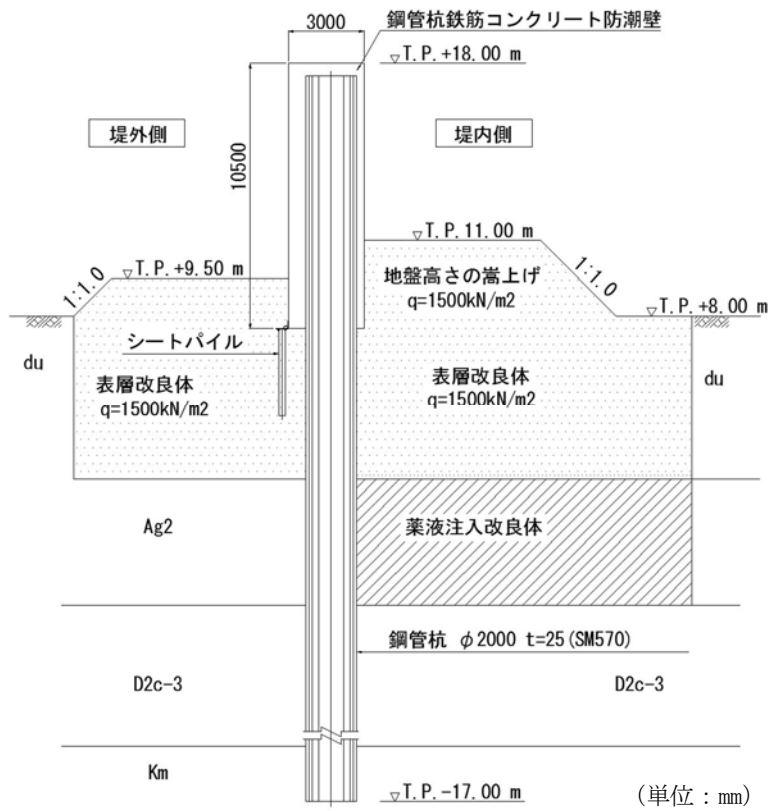 3000
鋼管杭鉄筋コンクリート防潮壁
▽T.P.+18.00 m
堤外側
堤内側
10500
▽T.P.11.00 m
1:1.0
▽T.P.+9.50 m
地盤高さの嵩上げ
q=1500kN/m2
1:1.0
▽T.P.+8.00 m
シートパイル
du
表層改良体
q=1500kN/m2
表層改良体
q=1500kN/m2
du
Ag2
薬液注入改良体
鋼管杭 φ2000 t=25(SM570)
D2c-3
D2c-3
Km
▽T.P.-17.00 m
(単位:mm)